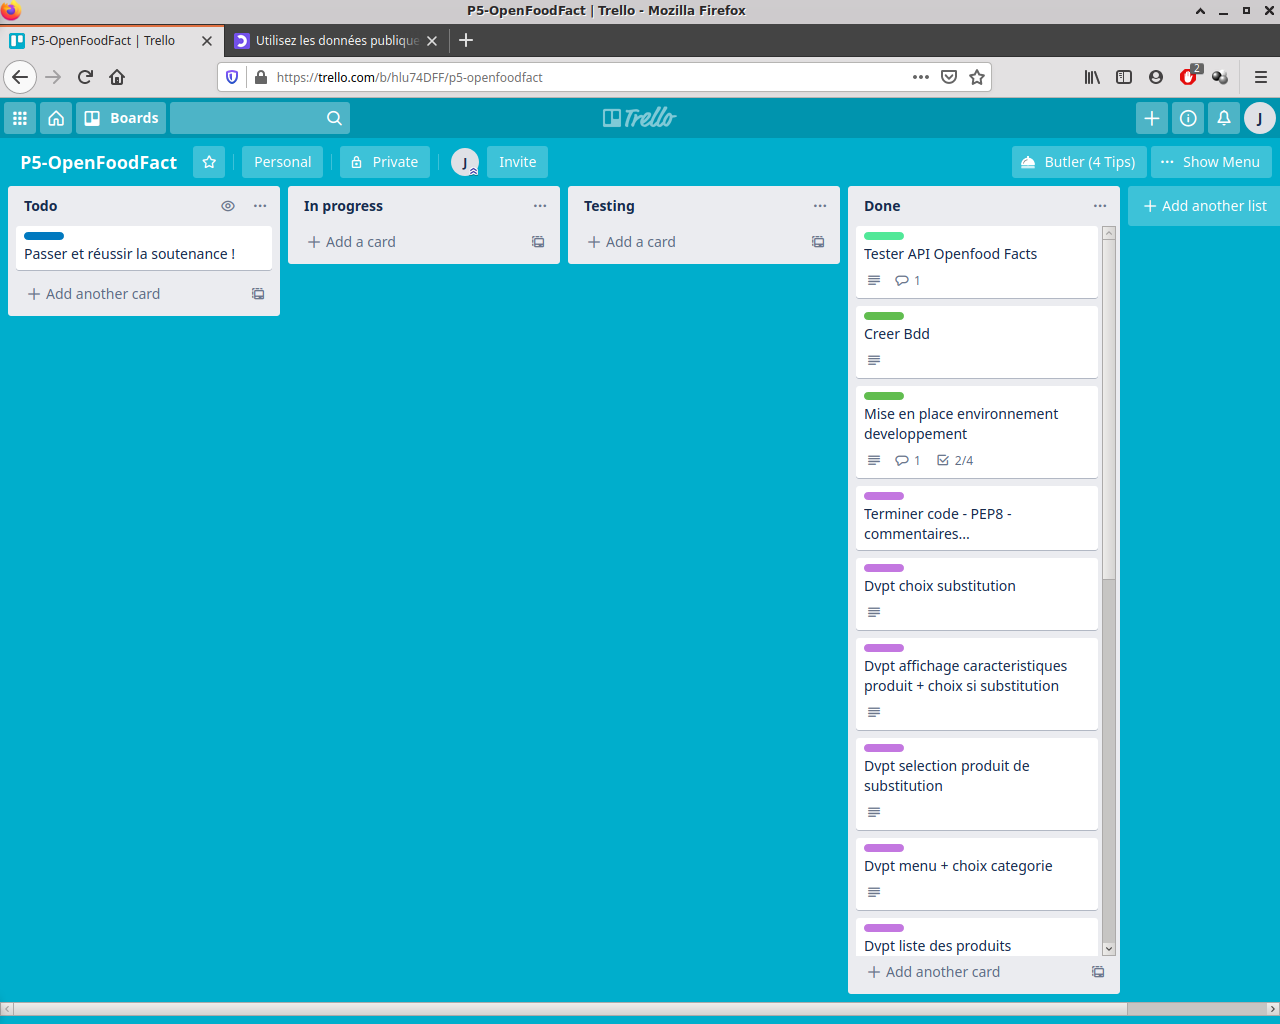 P5-OpenFoodFact | Trello - Mozilla Firefox
P5-OpenFoodFact | Trello
Utilisez les données publique
https://trello.com/b/hlu74DFF/p5-openfoodfact
2
Boards
Trello
J
P5-OpenFoodFact
Personal
Private
J
Invite
Butler (4 Tips)
Show Menu
Todo
Passer et réussir la soutenance !
Add another card
In progress
Add a card
Testing
Add a card
Done
Tester API Openfood Facts
1
Creer Bdd
Mise en place environnement
developpement
1
2/4
Terminer code - PEP8 -
commentaires...
Dvpt choix substitution
Dvpt affichage caracteristiques
produit + choix si substitution
Dvpt selection produit de
substitution
Dvpt menu + choix categorie
Dvpt liste des produits
Add another card
Add another list